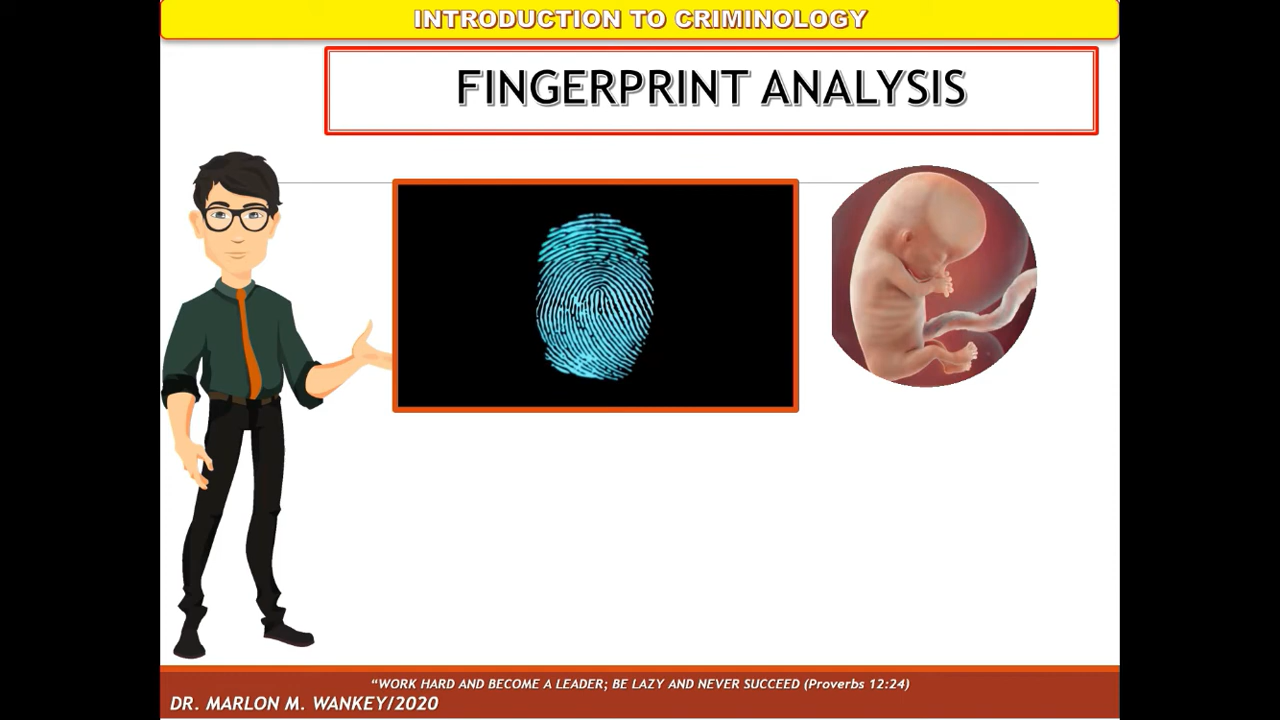 INTRODUCTION TO CRIMINOLOGY
FINGERPRINT ANALYSIS
“WORK HARD AND BECOME A LEADER; BE LAZY AND NEVER SUCCEED (Proverbs 12:24)
DR. MARLON M. WANKEY/2020